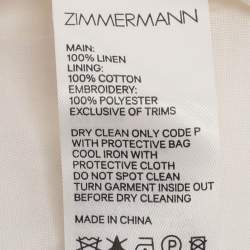 ZIMMERMANN
MAIN:
100% LINEN
LINING:
100% COTTON
EMBROIDERY:
100% POLYESTER
EXCLUSIVE OF TRIMS
DRY CLEAN ONLY CODE P
WITH PROTECTIVE BAG
COOL IRON WITH
PROTECTIVE CLOTH
DO NOT SPOT CLEAN
TURN GARMENT INSIDE OUT
BEFORE DRY CLEANING
MADE IN CHINA